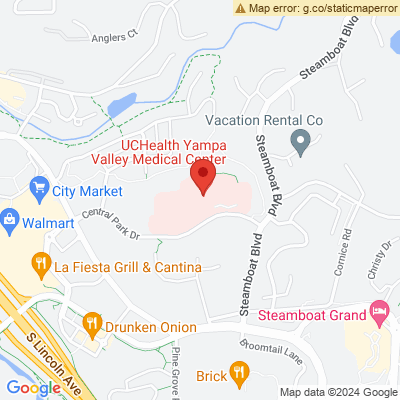 Map error: g.co/staticmaperror
Anglers Ct
Steamboat Blvd
Vacation Rental Co
UCHealth Yampa
Valley Medical Center
Steamboat Blvd
City Market
Walmart
Central Park Dr
Steamboat Blvd
Cornice Rd
Christy Dr
La Fiesta Grill & Cantina
Steamboat Grand
S Lincoln Ave
Drunken Onion
Pine Grove
Broomtail Lane
Brick
Google
Map data ©2024 Google